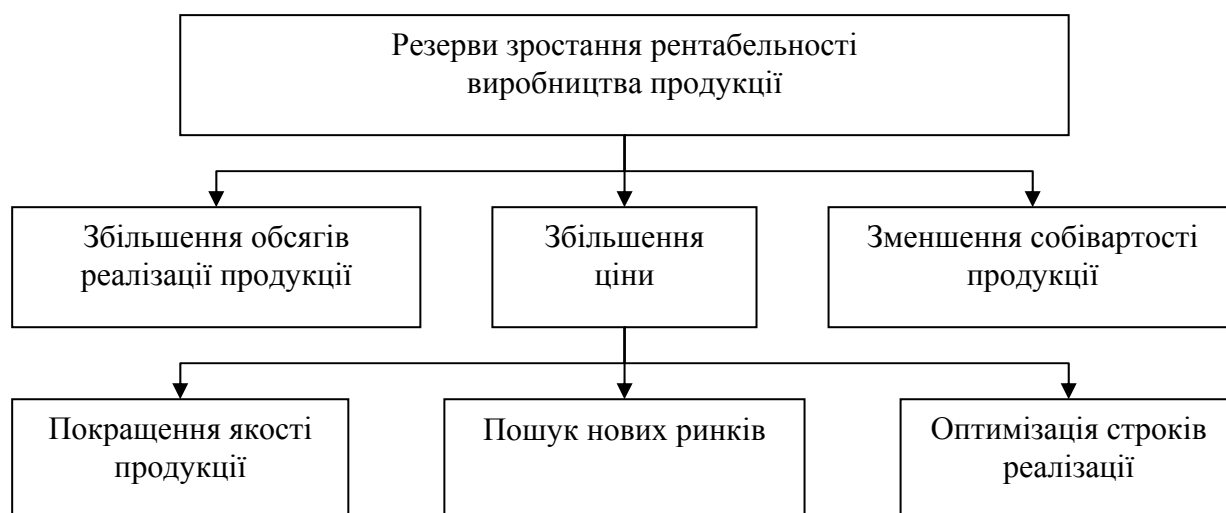 Резерви зростання рентабельності
виробництва продукції
Збільшення обсягів
реалізації продукції
Збільшення
ціни
Зменшення собівартості
продукції
Покращення якості
продукції
Пошук нових ринків
Оптимізація строків
реалізації